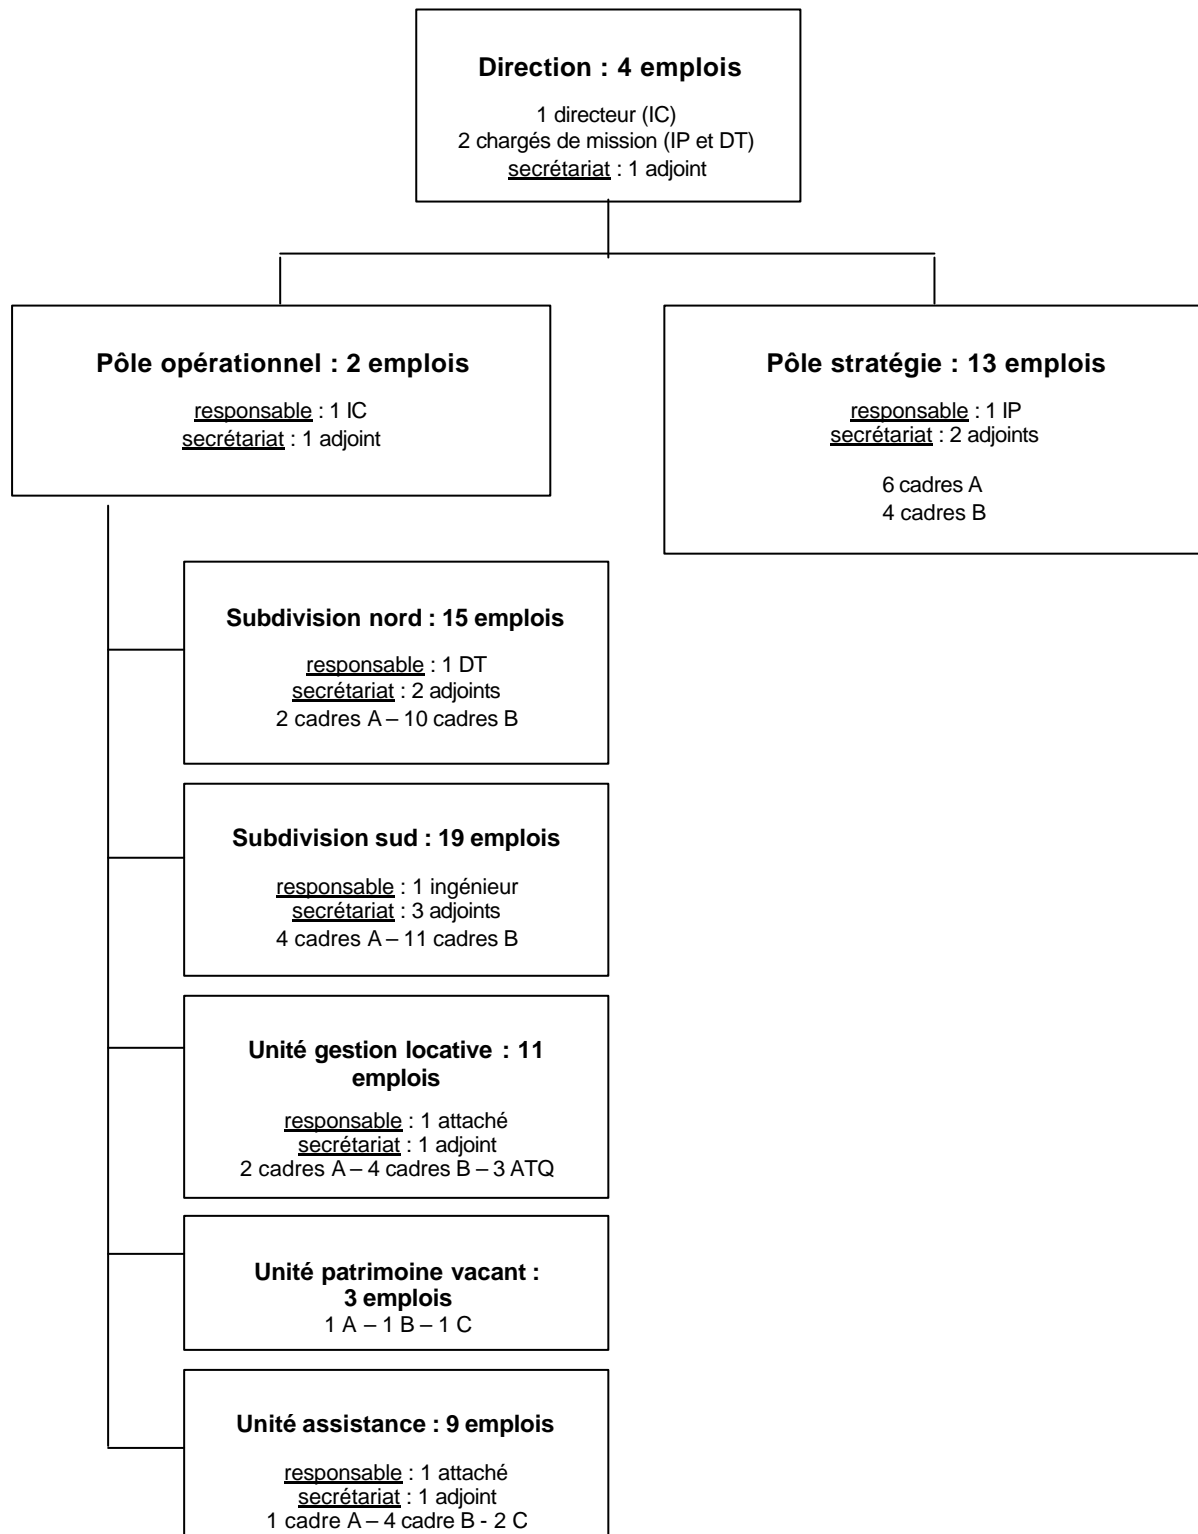 Direction : 4 emplois
1 directeur (IC)
2 chargés de mission (IP et DT)
secrétariat : 1 adjoint
Pôle opérationnel : 2 emplois
responsable : 1 IC
secrétariat : 1 adjoint
Pôle stratégie : 13 emplois
responsable : 1 IP
secrétariat : 2 adjoints
6 cadres A
4 cadres B
Subdivision nord : 15 emplois
responsable : 1 DT
secrétariat : 2 adjoints
2 cadres A – 10 cadres B
Subdivision sud : 19 emplois
responsable : 1 ingénieur
secrétariat : 3 adjoints
4 cadres A – 11 cadres B
Unité gestion locative : 11
emplois
responsable : 1 attaché
secrétariat : 1 adjoint
2 cadres A – 4 cadres B – 3 ATQ
Unité patrimoine vacant :
3 emplois
1 A – 1 B – 1 C
Unité assistance : 9 emplois
responsable : 1 attaché
secrétariat : 1 adjoint
1 cadre A – 4 cadre B - 2 C